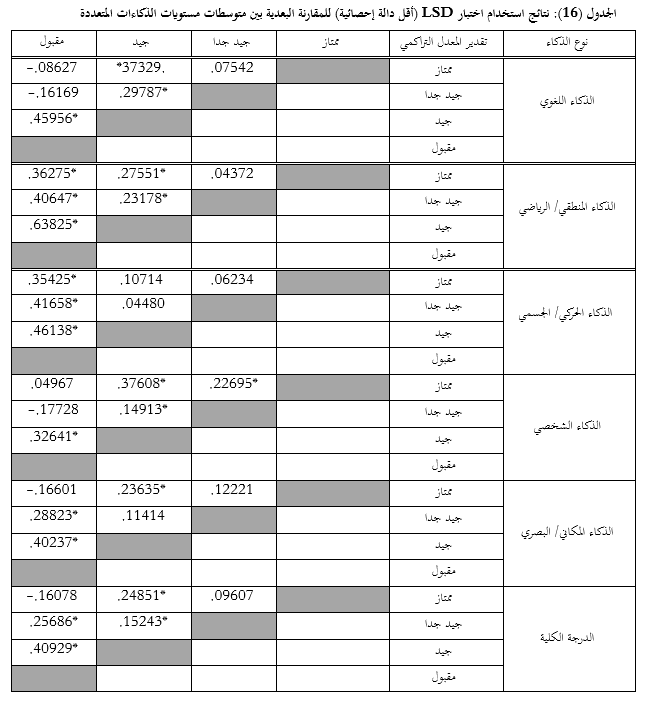 الجدول (16): نتائج استخدام اختبار LSD (أقل دالة إحصائية) للمقارنة البعدية بين متوسطات مستويات الذكاءات المتعددة
نوع الذكاء تقدير المعدل التراكمي ممتاز جيد جدا جيد مقبول
الذكاء اللغوي
ممتاز .07542 *37329. -.08627
جيد جدا .29787* -.16169
جيد .45956*
مقبول
الذكاء المنطقي/ الرياضي
ممتاز .04372 .27551* .36275*
جيد جدا .23178* .40647*
جيد .63825*
مقبول
الذكاء الحركي/ الجسمي
ممتاز .06234 .10714 .35425*
جيد جدا .04480 .41658*
جيد .46138*
مقبول
الذكاء الشخصي
ممتاز .22695* .37608* .04967
جيد جدا .14913* -.17728
جيد .32641*
مقبول
الذكاء المكاني/ البصري
ممتاز .12221 .23635* -.16601
جيد جدا .11414 .28823*
جيد .40237*
مقبول
الدرجة الكلية
ممتاز .09607 .24851* -.16078
جيد جدا .15243* .25686*
جيد .40929*
مقبول